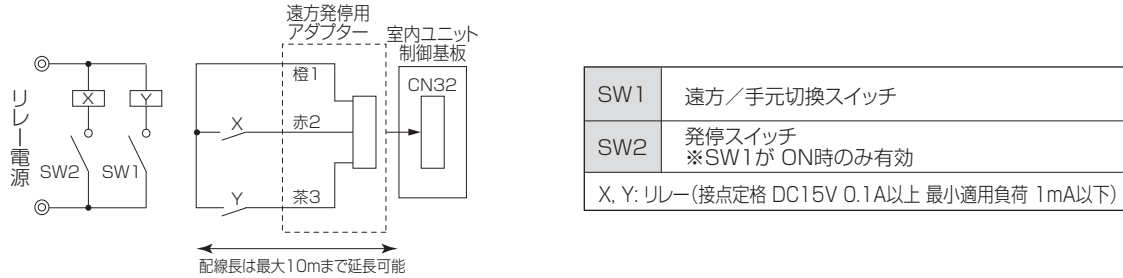 遠方発停用
アダプター
室内ユニット
制御基板
橙1
CN32
X
Y
X
赤2
リレー電源
SW2
SW1
Y
茶3
配線長は最大10mまで延長可能
SW1
遠方／手元切換スイッチ
SW2
発停スイッチ
※SW1が ON時のみ有効
X, Y: リレー(接点定格 DC15V 0.1A以上 最小適用負荷 1mA以下)